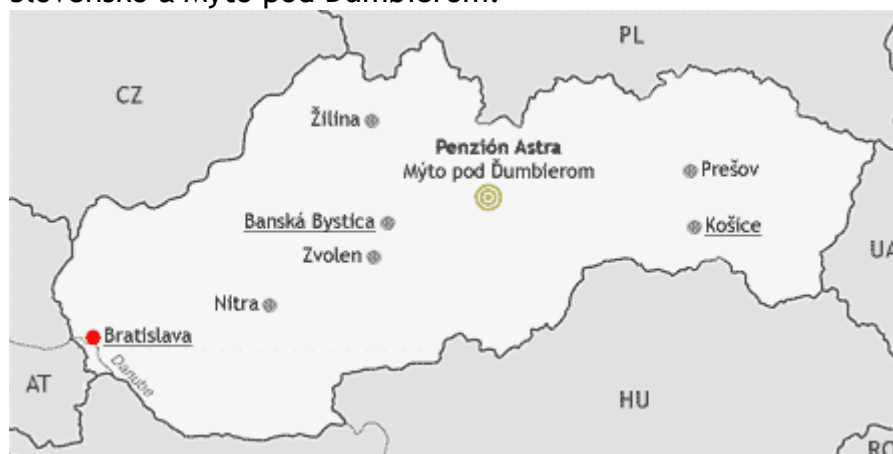 Slovensko a Mýto pod Ďumbierom.
PL
CZ
Žilina
Penzión Astra
Mýto pod Ďumbierom
Prešov
Banská Bystica
Košice
UA
Zvolen
Nitra
Bratislava
Danube
AT
HU
RO